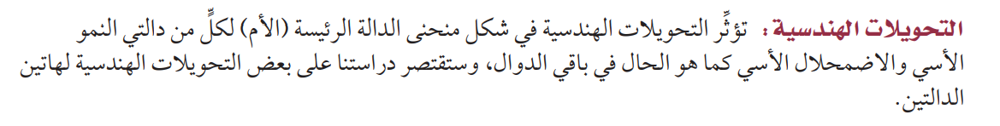 التحويلات الهندسية : تؤثِّر التحويلات الهندسية في شكل منحنى الدالة الرئيسة (الأم) لكلٍّ من دالتي النمو
الأسي والاضمحلال الأسي كما هو الحال في باقي الدوال، وستقتصر دراستنا على بعض التحويلات الهندسية لهاتين
الدالتين.